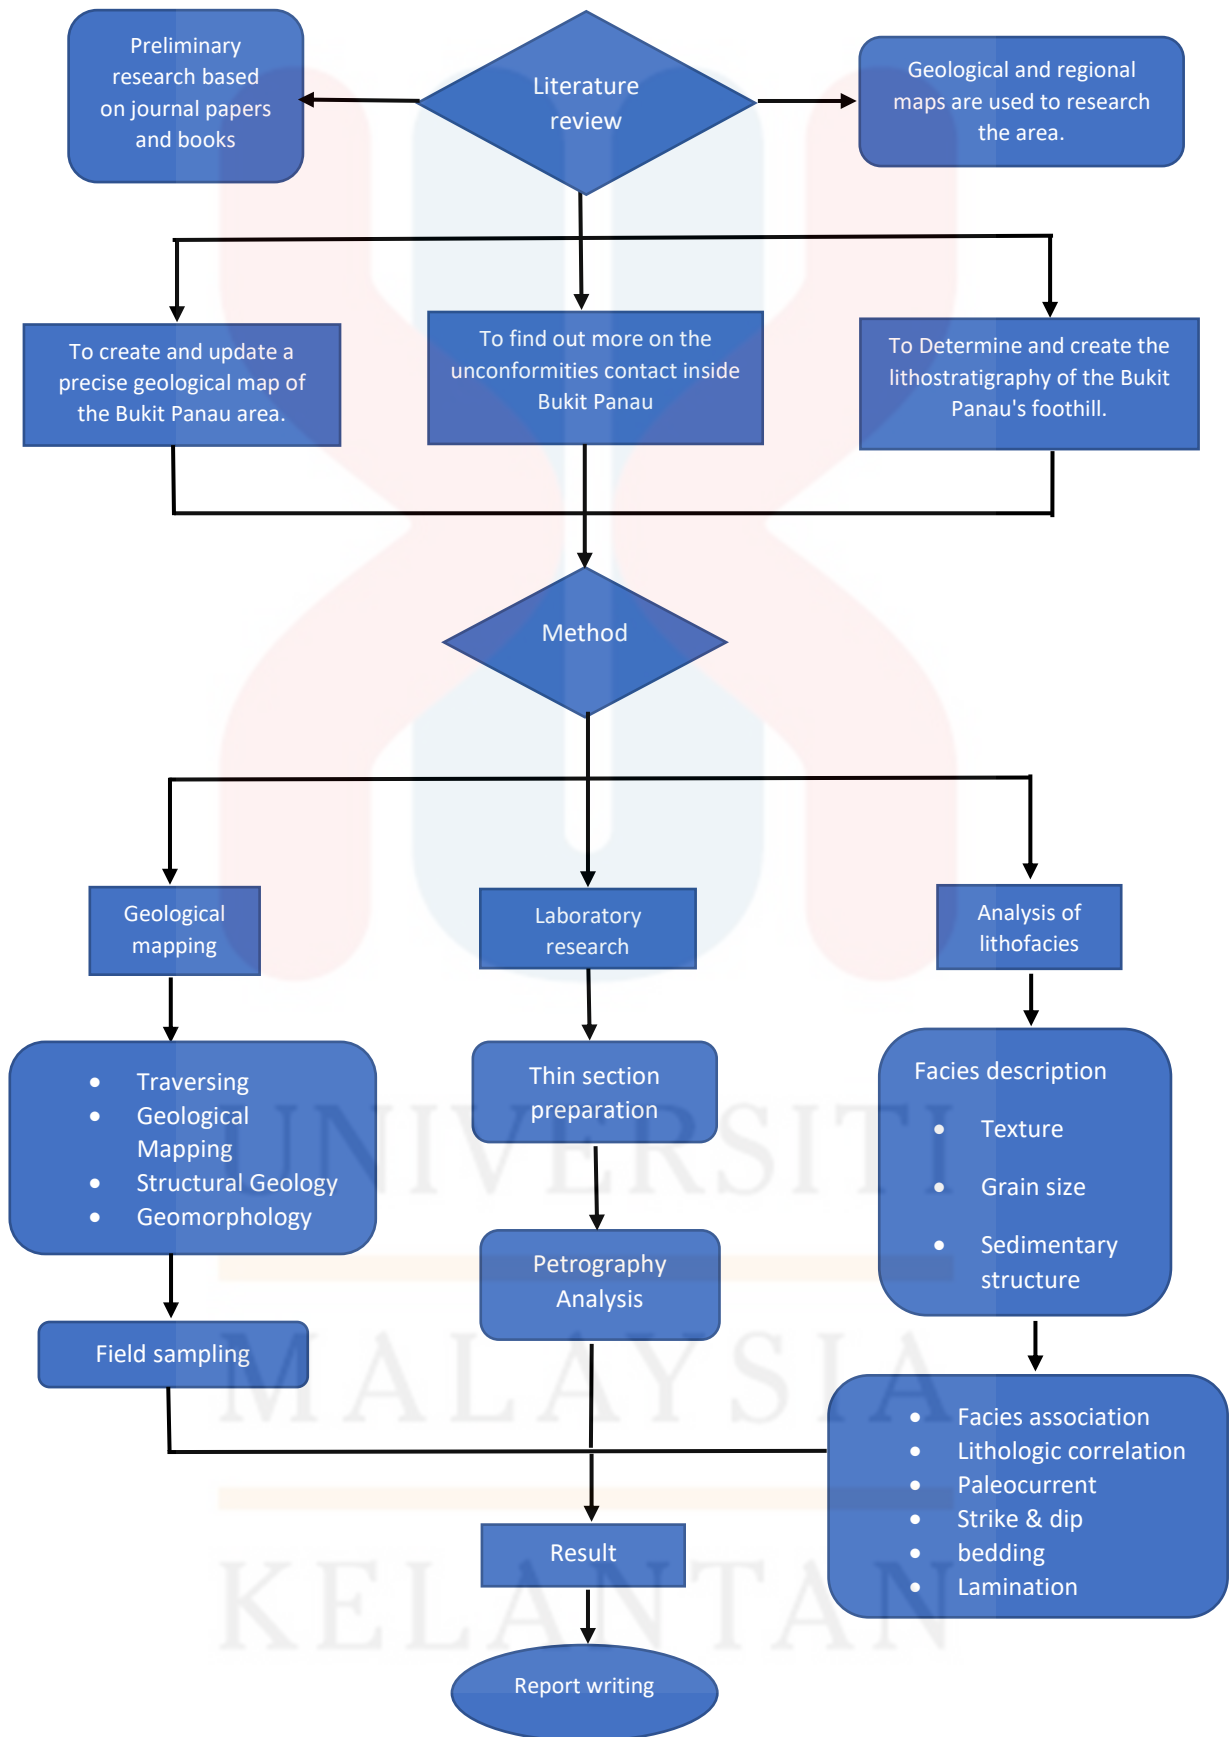 Preliminary
research based
on journal papers
and books
Literature
review
Geological and regional
maps are used to research
the area.
To create and update a
precise geological map of
the Bukit Panau area.
To find out more on the
unconformities contact inside
Bukit Panau
To Determine and create the
lithostratigraphy of the Bukit
Panau's foothill.
Method
Geological
mapping
Laboratory
research
Analysis of
lithofacies
• Traversing
• Geological
Mapping
• Structural Geology
• Geomorphology
Thin section
preparation
Facies description
• Texture
• Grain size
• Sedimentary
structure
Petrography
Analysis
Field sampling
• Facies association
• Lithologic correlation
• Paleocurrent
• Strike & dip
• bedding
• Lamination
Result
Report writing
UNIVERSITI
MALAYSIA
KELANTAN